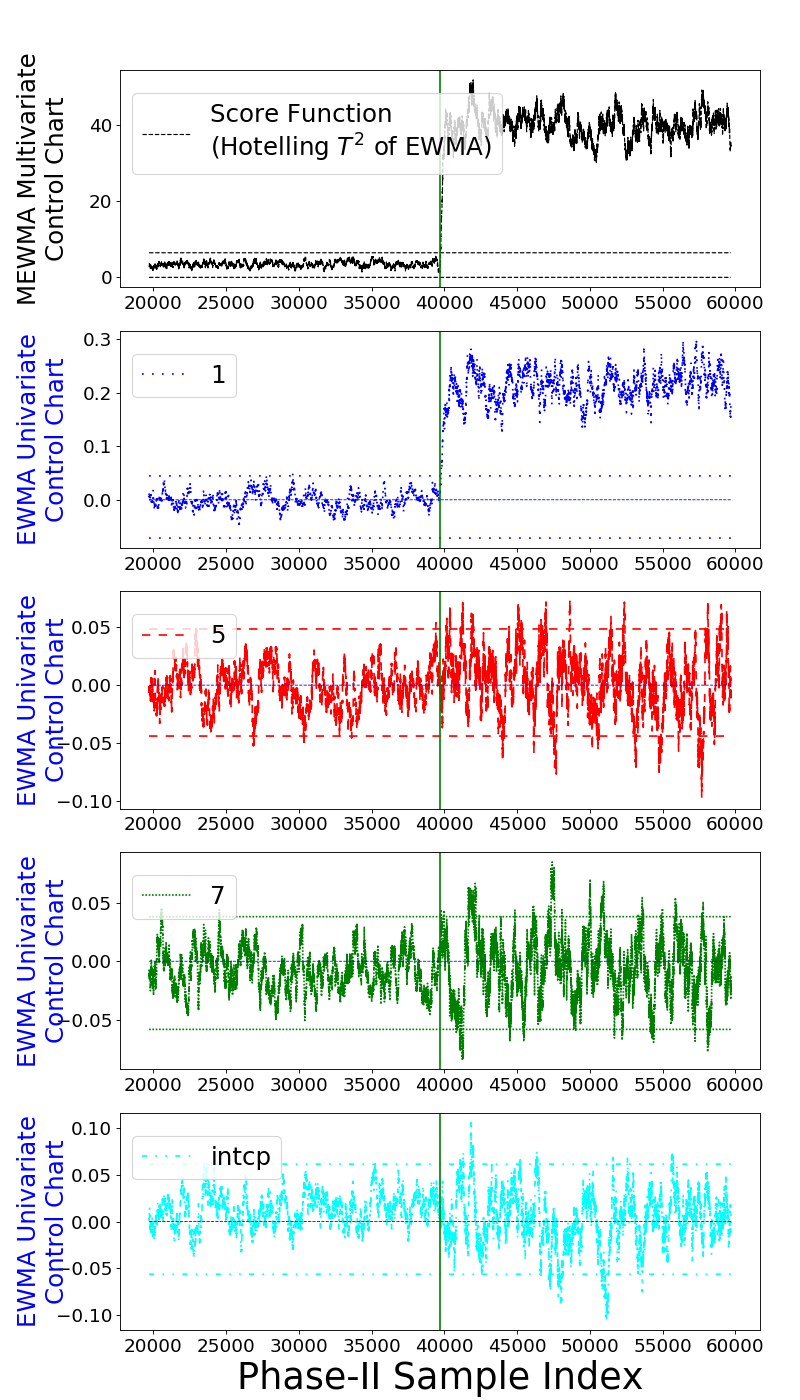 MEWMA Multivariate
Control Chart
Score Function
(Hotelling T² of EWMA)
40
20
0
20000 25000 30000 35000 40000 45000 50000 55000 60000
EWMA Univariate
Control Chart
1
0.3
0.2
0.1
0.0
20000 25000 30000 35000 40000 45000 50000 55000 60000
EWMA Univariate
Control Chart
5
0.05
0.00
−0.05
−0.10
20000 25000 30000 35000 40000 45000 50000 55000 60000
EWMA Univariate
Control Chart
7
0.05
0.00
−0.05
20000 25000 30000 35000 40000 45000 50000 55000 60000
EWMA Univariate
Control Chart
intcp
0.10
0.05
0.00
−0.05
−0.10
20000 25000 30000 35000 40000 45000 50000 55000 60000
Phase-II Sample Index